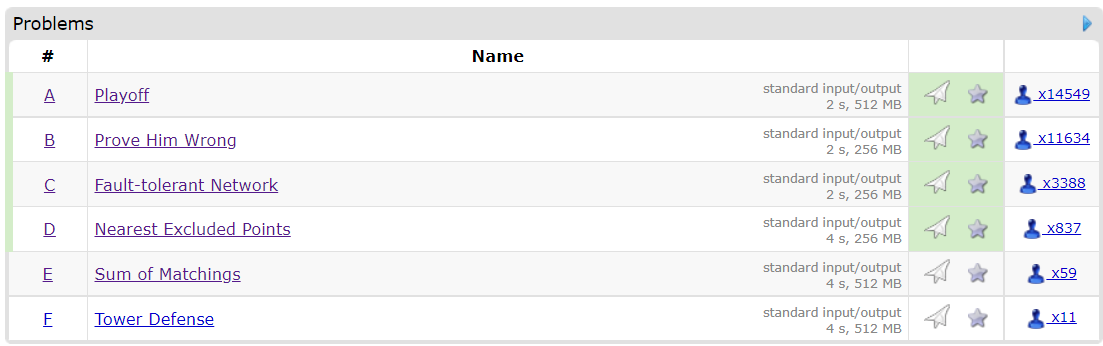 Problems
# Name
A Playoff standard input/output 2 s, 512 MB x14549
B Prove Him Wrong standard input/output 2 s, 256 MB x11634
C Fault-tolerant Network standard input/output 2 s, 256 MB x3388
D Nearest Excluded Points standard input/output 4 s, 256 MB x837
E Sum of Matchings standard input/output 4 s, 512 MB x59
F Tower Defense standard input/output 4 s, 512 MB x11